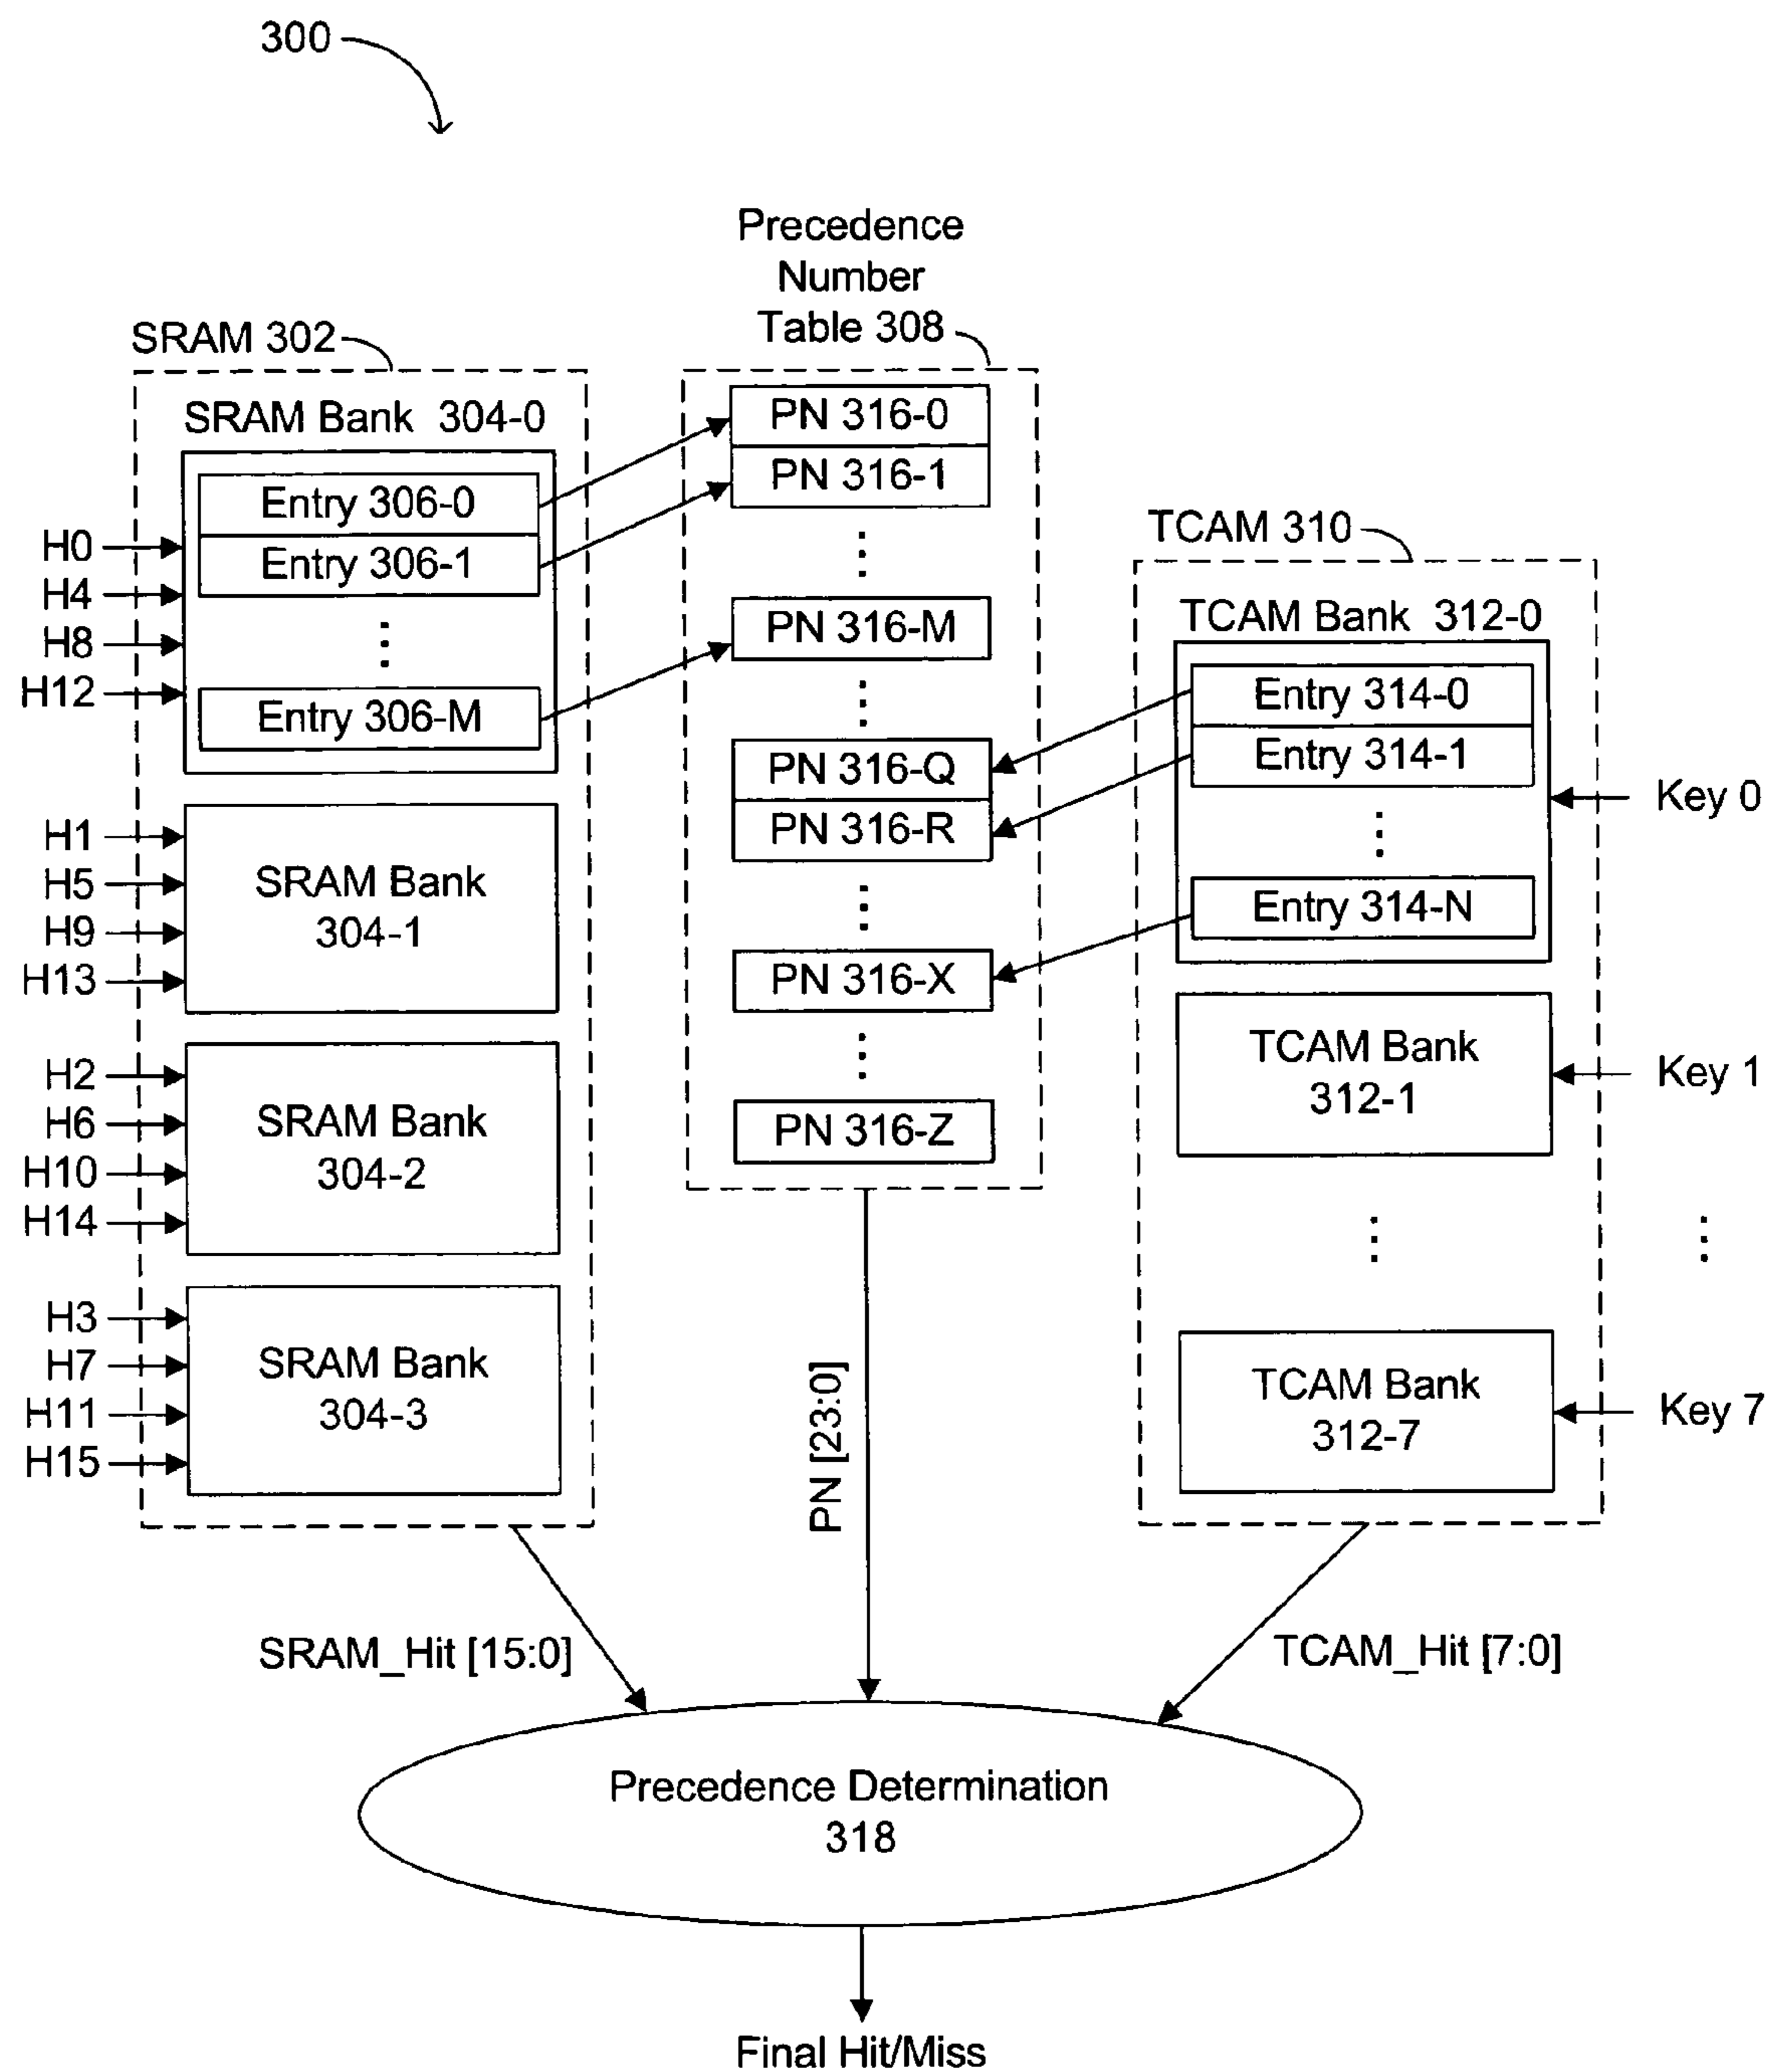 300
Precedence
Number
Table 308
SRAM 302
SRAM Bank 304-0
Entry 306-0
Entry 306-1
Entry 306-M
H0
H4
H8
H12
H1
H5
H9
H13
SRAM Bank
304-1
H2
H6
H10
H14
SRAM Bank
304-2
H3
H7
H11
H15
SRAM Bank
304-3
PN 316-0
PN 316-1
PN 316-M
PN 316-Q
PN 316-R
PN 316-X
PN 316-Z
TCAM 310
TCAM Bank 312-0
Entry 314-0
Entry 314-1
Entry 314-N
Key 0
TCAM Bank
312-1
Key 1
TCAM Bank
312-7
Key 7
SRAM_Hit [15:0]
PN [23:0]
TCAM_Hit [7:0]
Precedence Determination
318
Final Hit/Miss